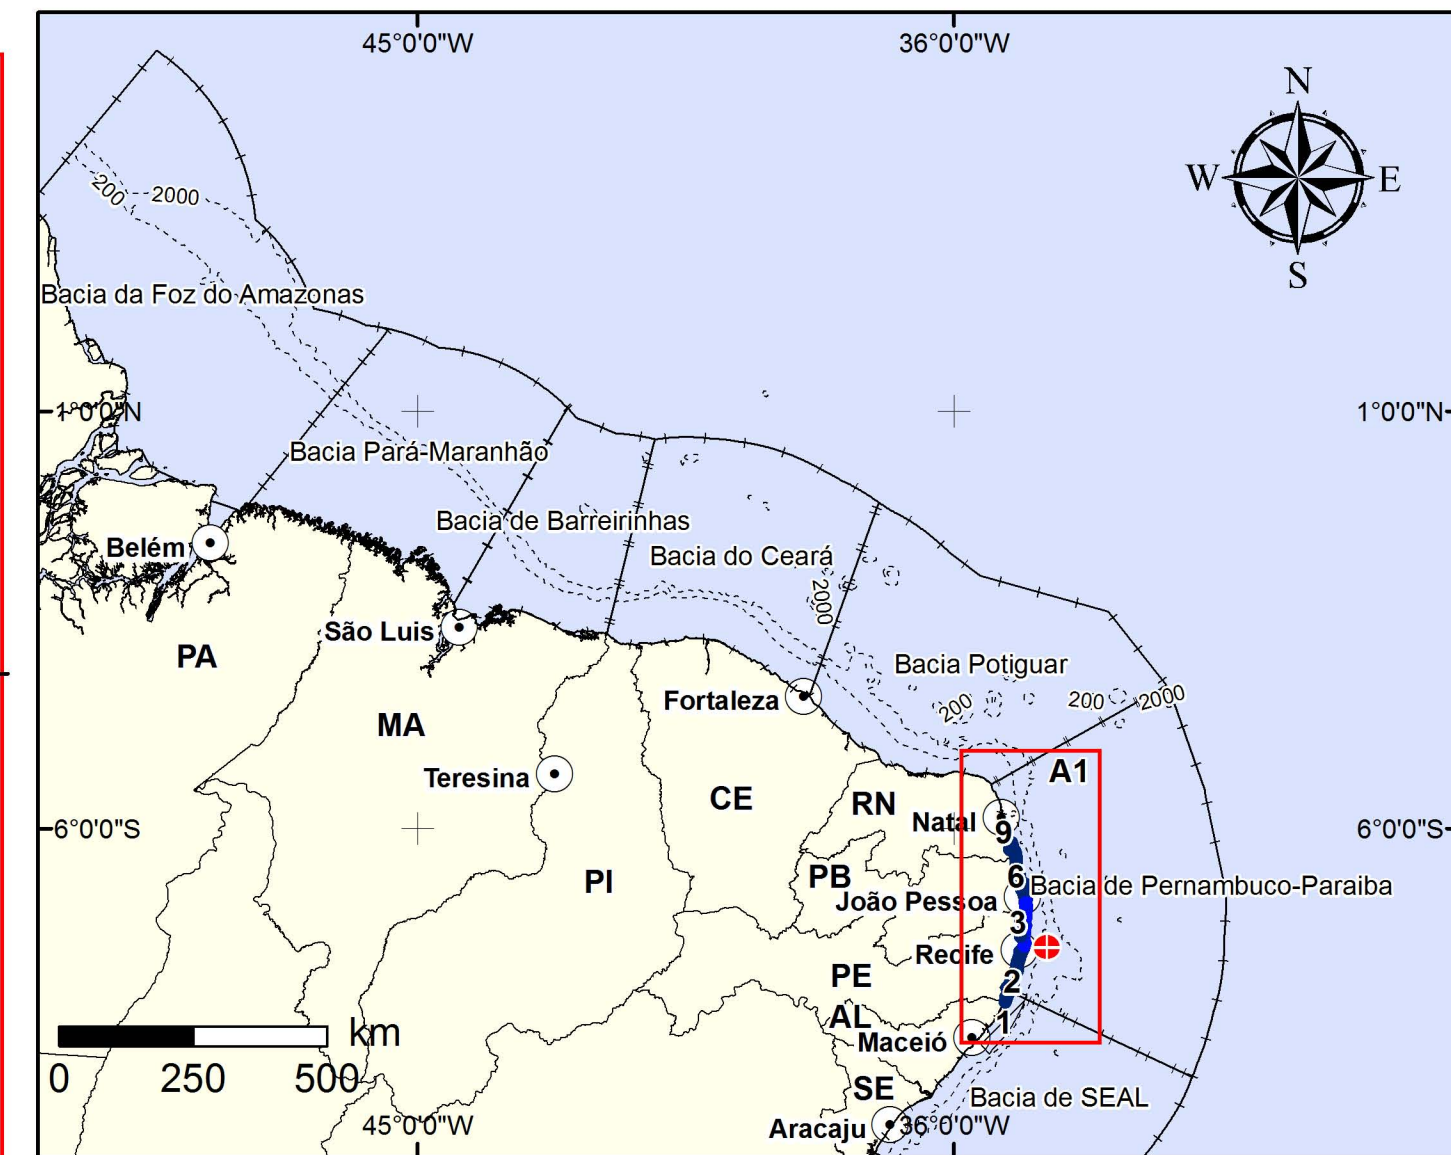 45°0'0"W
36°0'0"W
N
W
E
S
200
2000
Bacia da Foz do Amazonas
1°0'0"N
1°0'0"N
Bacia Pará-Maranhão
Bacia de Barreirinhas
Belém
Bacia do Ceará
2000
São Luis
PA
Bacia Potiguar
Fortaleza
200
200
2000
MA
A1
Teresina
CE
RN
Natal
6°0'0"S
9
6°0'0"S
PI
PB
6
Bacia de Pernambuco-Paraiba
João Pessoa
3
Recife
PE
2
AL
1
km
Maceió
0
250
500
SE
Bacia de SEAL
45°0'0"W
Aracaju
36°0'0"W